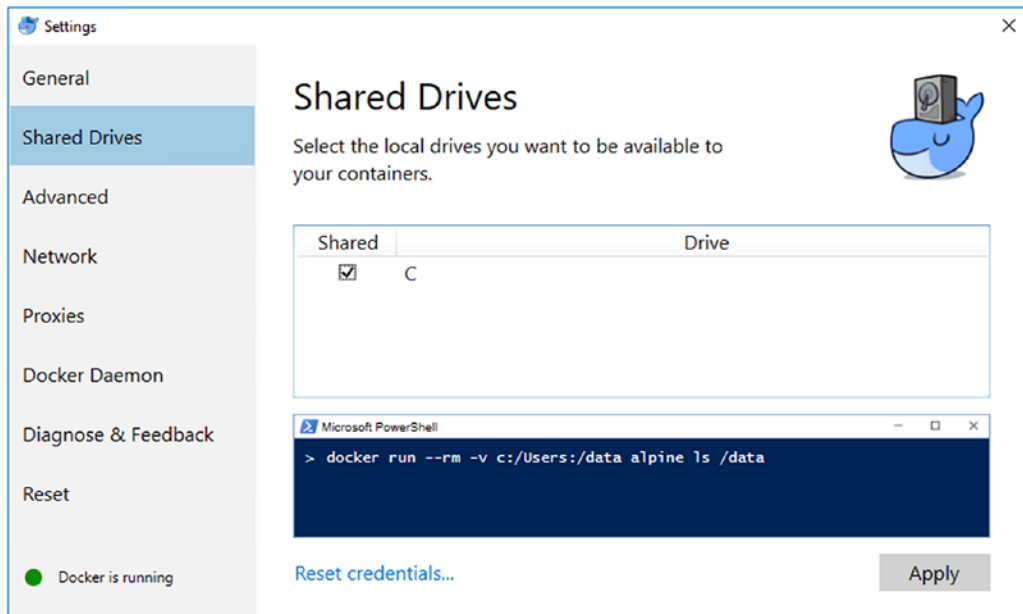 Settings
General
Shared Drives
Advanced
Network
Proxies
Docker Daemon
Diagnose & Feedback
Reset
Docker is running
Shared Drives
Select the local drives you want to be available to
your containers.
Shared Drive
C
Microsoft PowerShell
> docker run --rm -v c:/Users:/data alpine ls /data
Reset credentials...
Apply